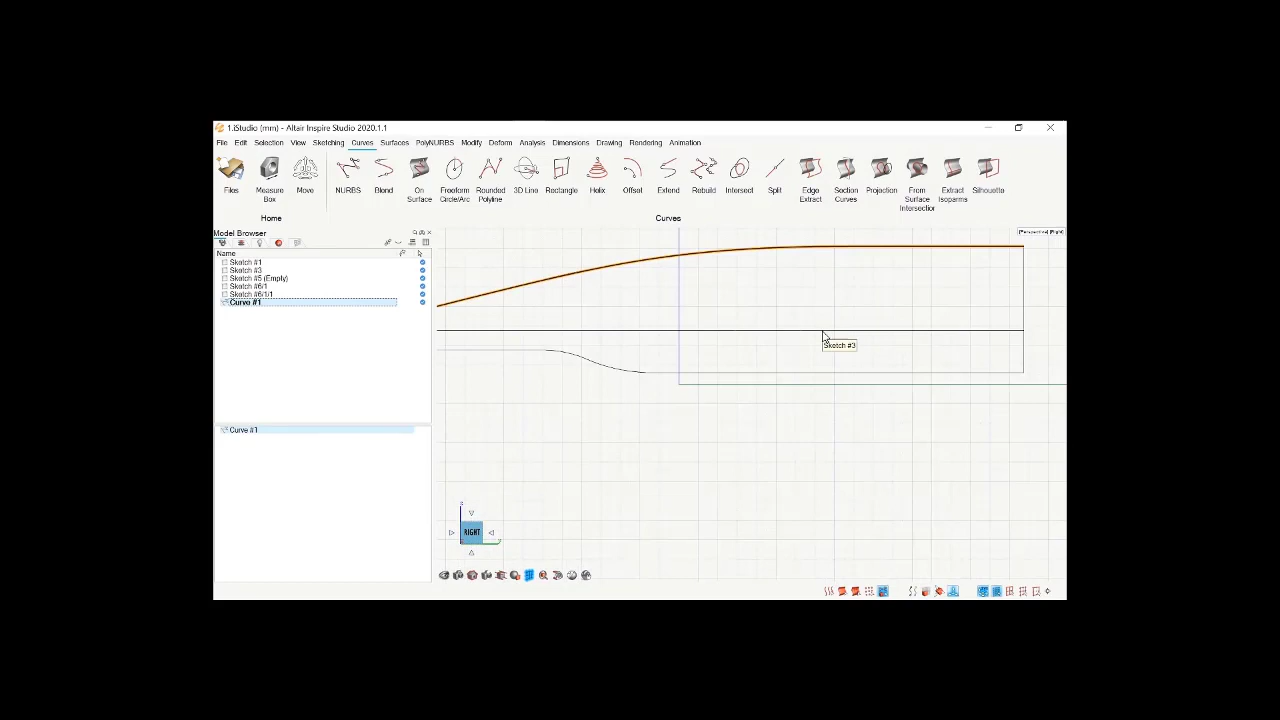 1.iStudio (mm) - Altair Inspire Studio 2020.1.1
File Edit Selection View Sketching Curves Surfaces PolyNURBS Modify Deform Analysis Dimensions Drawing Rendering Animation
Files Measure Box Move NURBS Blend On Surface Freeform Circle/Arc Rounded Polyline 3D Line Rectangle Helix Offset Extend Rebuild Intersect Split Edge Extract Section Curves Projection From Surface Intersection Extract Isoparms Silhouette
Home Curves
Model Browser
[Perspective] [Right]
Name
Sketch #1
Sketch #3
Sketch #5 (Empty)
Sketch #6/1
Sketch #6/1/1
Curve #1
Sketch #3
Curve #1
RIGHT